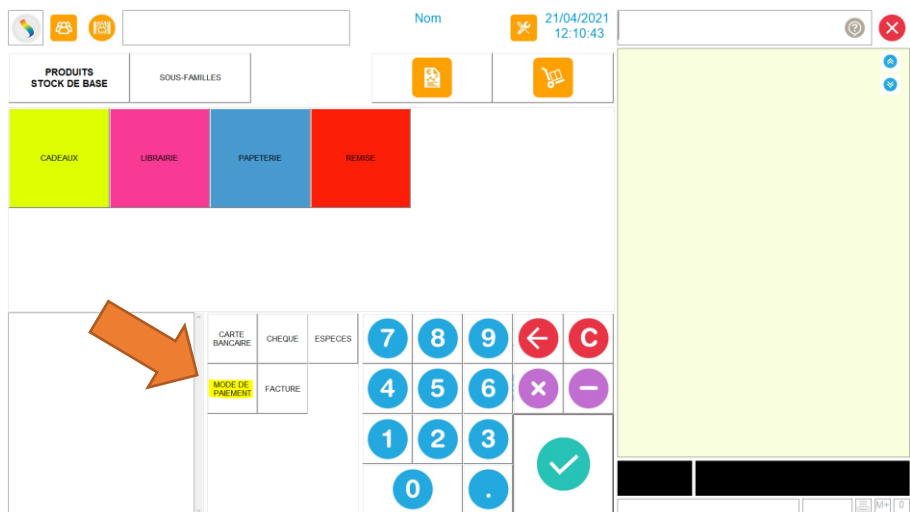 Nom
21/04/2021
12:10:43
PRODUITS
STOCK DE BASE
SOUS-FAMILLES
CADEAUX
LIBRAIRIE
PAPETERIE
REMISE
CARTE
BANCAIRE
CHEQUE
ESPECES
7 8 9 C
MODE DE
PAIEMENT
FACTURE
4 5 6 × −
1 2 3
0 .
M+ 0